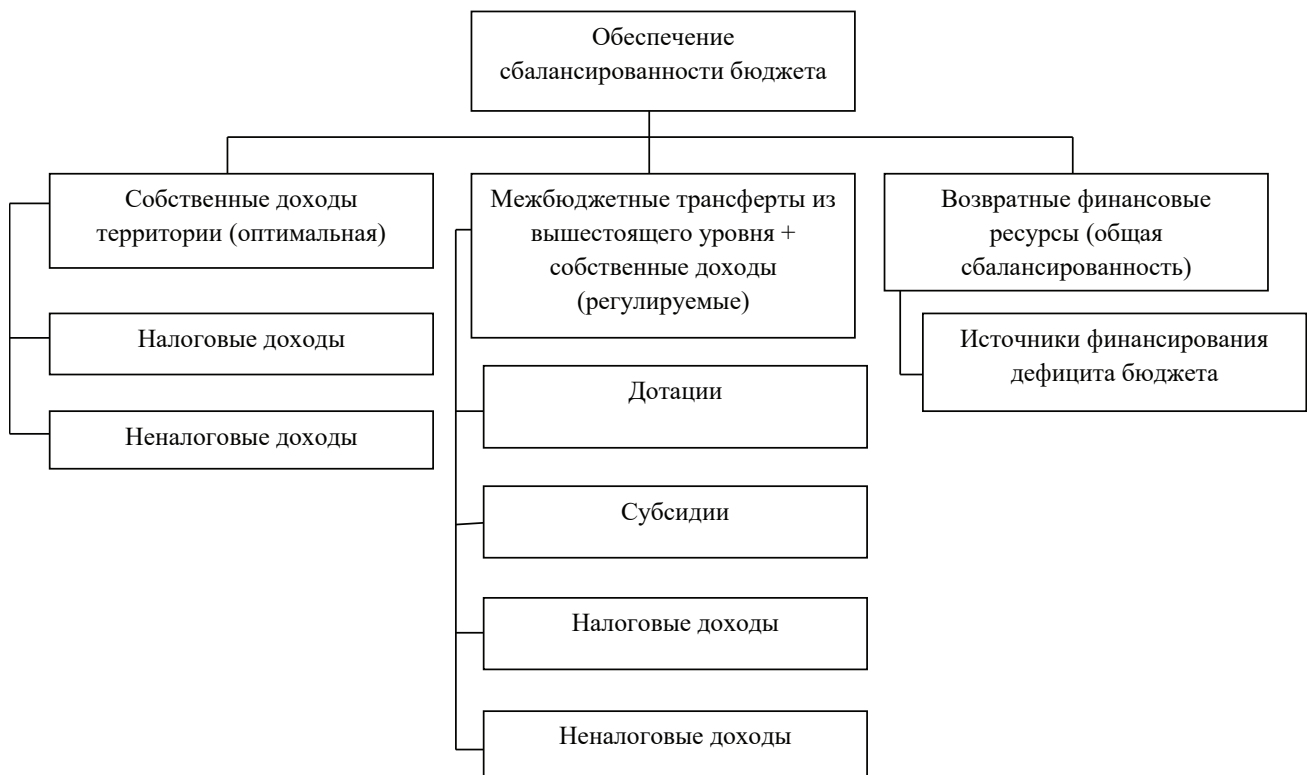 Обеспечение
сбалансированности бюджета
Собственные доходы
территории (оптимальная)
Налоговые доходы
Неналоговые доходы
Межбюджетные трансферты из
вышестоящего уровня +
собственные доходы
(регулируемые)
Дотации
Субсидии
Налоговые доходы
Неналоговые доходы
Возвратные финансовые
ресурсы (общая
сбалансированность)
Источники финансирования
дефицита бюджета